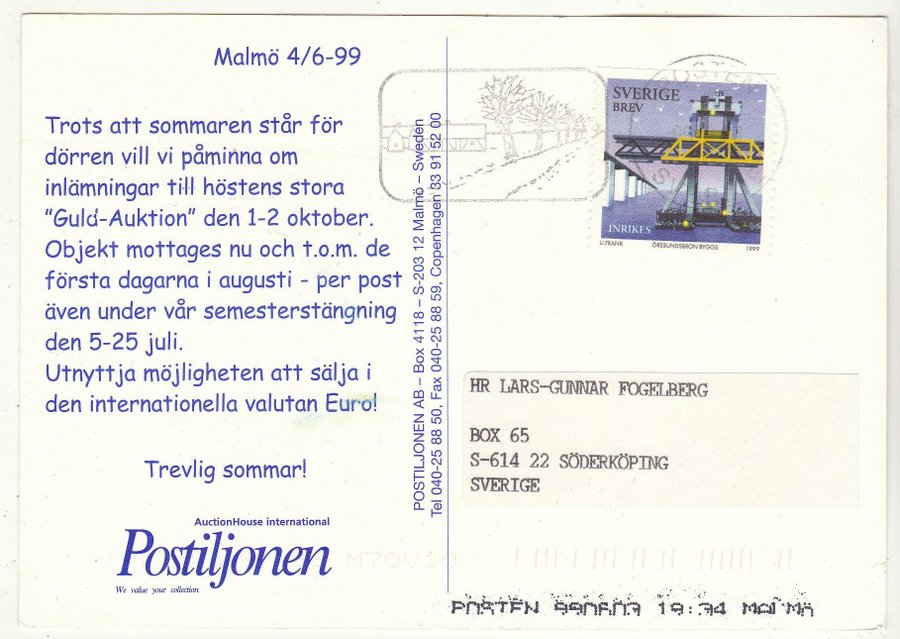 Malmö 4/6-99
Trots att sommaren står för
dörren vill vi påminna om
inlämningar till höstens stora
"Guld-Auktion" den 1-2 oktober.
Objekt mottages nu och t.o.m. de
första dagarna i augusti - per post
även under vår semesterstängning
den 5-25 juli.
Utnyttja möjligheten att sälja i
den internationella valutan Euro!
Trevlig sommar!
AuctionHouse international
Postiljonen
We value your collection
POSTILJONEN AB – Box 4118 – S-203 12 Malmö – Sweden
Tel 040-25 88 50, Fax 040-25 88 59, Copenhagen 33 91 52 00
SVERIGE
BREV
INRIKES
U.FRANK ÖRESUNDSBRON BYGGS 1999
HR LARS-GUNNAR FOGELBERG
BOX 65
S-614 22 SÖDERKÖPING
SVERIGE
POSTEN 990603 19:34 MALMö